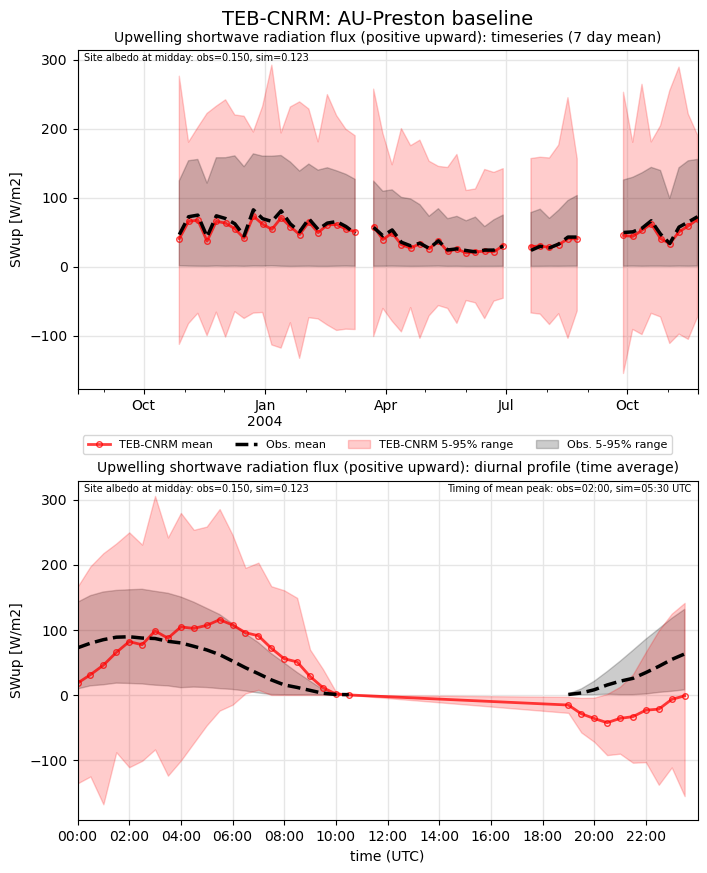 TEB-CNRM: AU-Preston baseline
Upwelling shortwave radiation flux (positive upward): timeseries (7 day mean)
Site albedo at midday: obs=0.150, sim=0.123
300
200
100
0
−100
SWup [W/m2]
Oct Jan Apr Jul Oct
2004
TEB-CNRM mean Obs. mean TEB-CNRM 5-95% range Obs. 5-95% range
Upwelling shortwave radiation flux (positive upward): diurnal profile (time average)
Site albedo at midday: obs=0.150, sim=0.123 Timing of mean peak: obs=02:00, sim=05:30 UTC
300
200
100
0
−100
SWup [W/m2]
00:00 02:00 04:00 06:00 08:00 10:00 12:00 14:00 16:00 18:00 20:00 22:00
time (UTC)